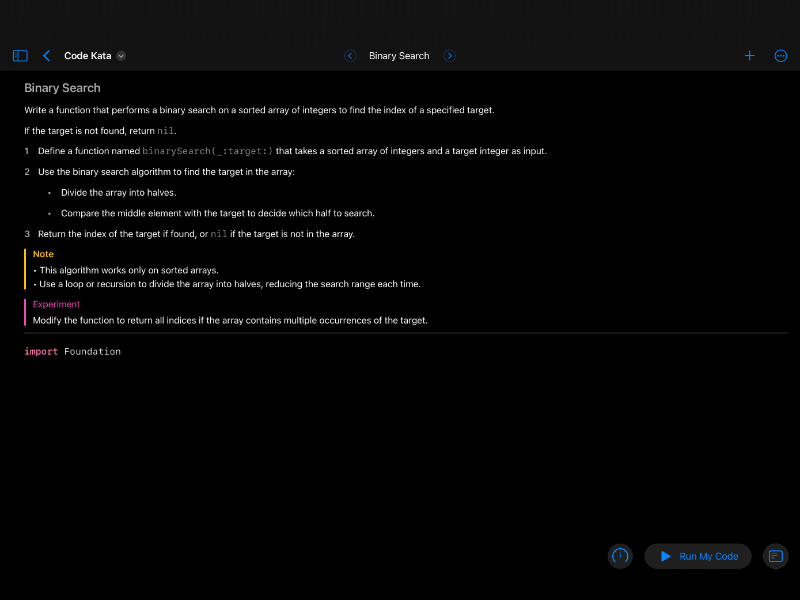 Code Kata
Binary Search
Binary Search
Write a function that performs a binary search on a sorted array of integers to find the index of a specified target.
If the target is not found, return nil.
1 Define a function named binarySearch(_:target:) that takes a sorted array of integers and a target integer as input.
2 Use the binary search algorithm to find the target in the array:
• Divide the array into halves.
• Compare the middle element with the target to decide which half to search.
3 Return the index of the target if found, or nil if the target is not in the array.
Note
• This algorithm works only on sorted arrays.
• Use a loop or recursion to divide the array into halves, reducing the search range each time.
Experiment
Modify the function to return all indices if the array contains multiple occurrences of the target.
import Foundation
Run My Code